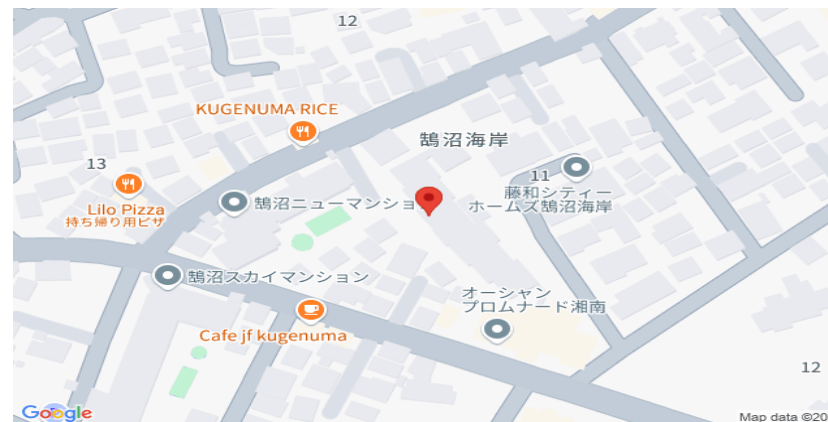 12
KUGENUMA RICE
鵠沼海岸
13
11
Lilo Pizza
持ち帰り用ピザ
鵠沼ニューマンショ
藤和シティー
ホームズ鵠沼海岸
鵠沼スカイマンション
オーシャン
プロムナード湘南
Cafe jf kugenuma
12
Google
Map data ©20